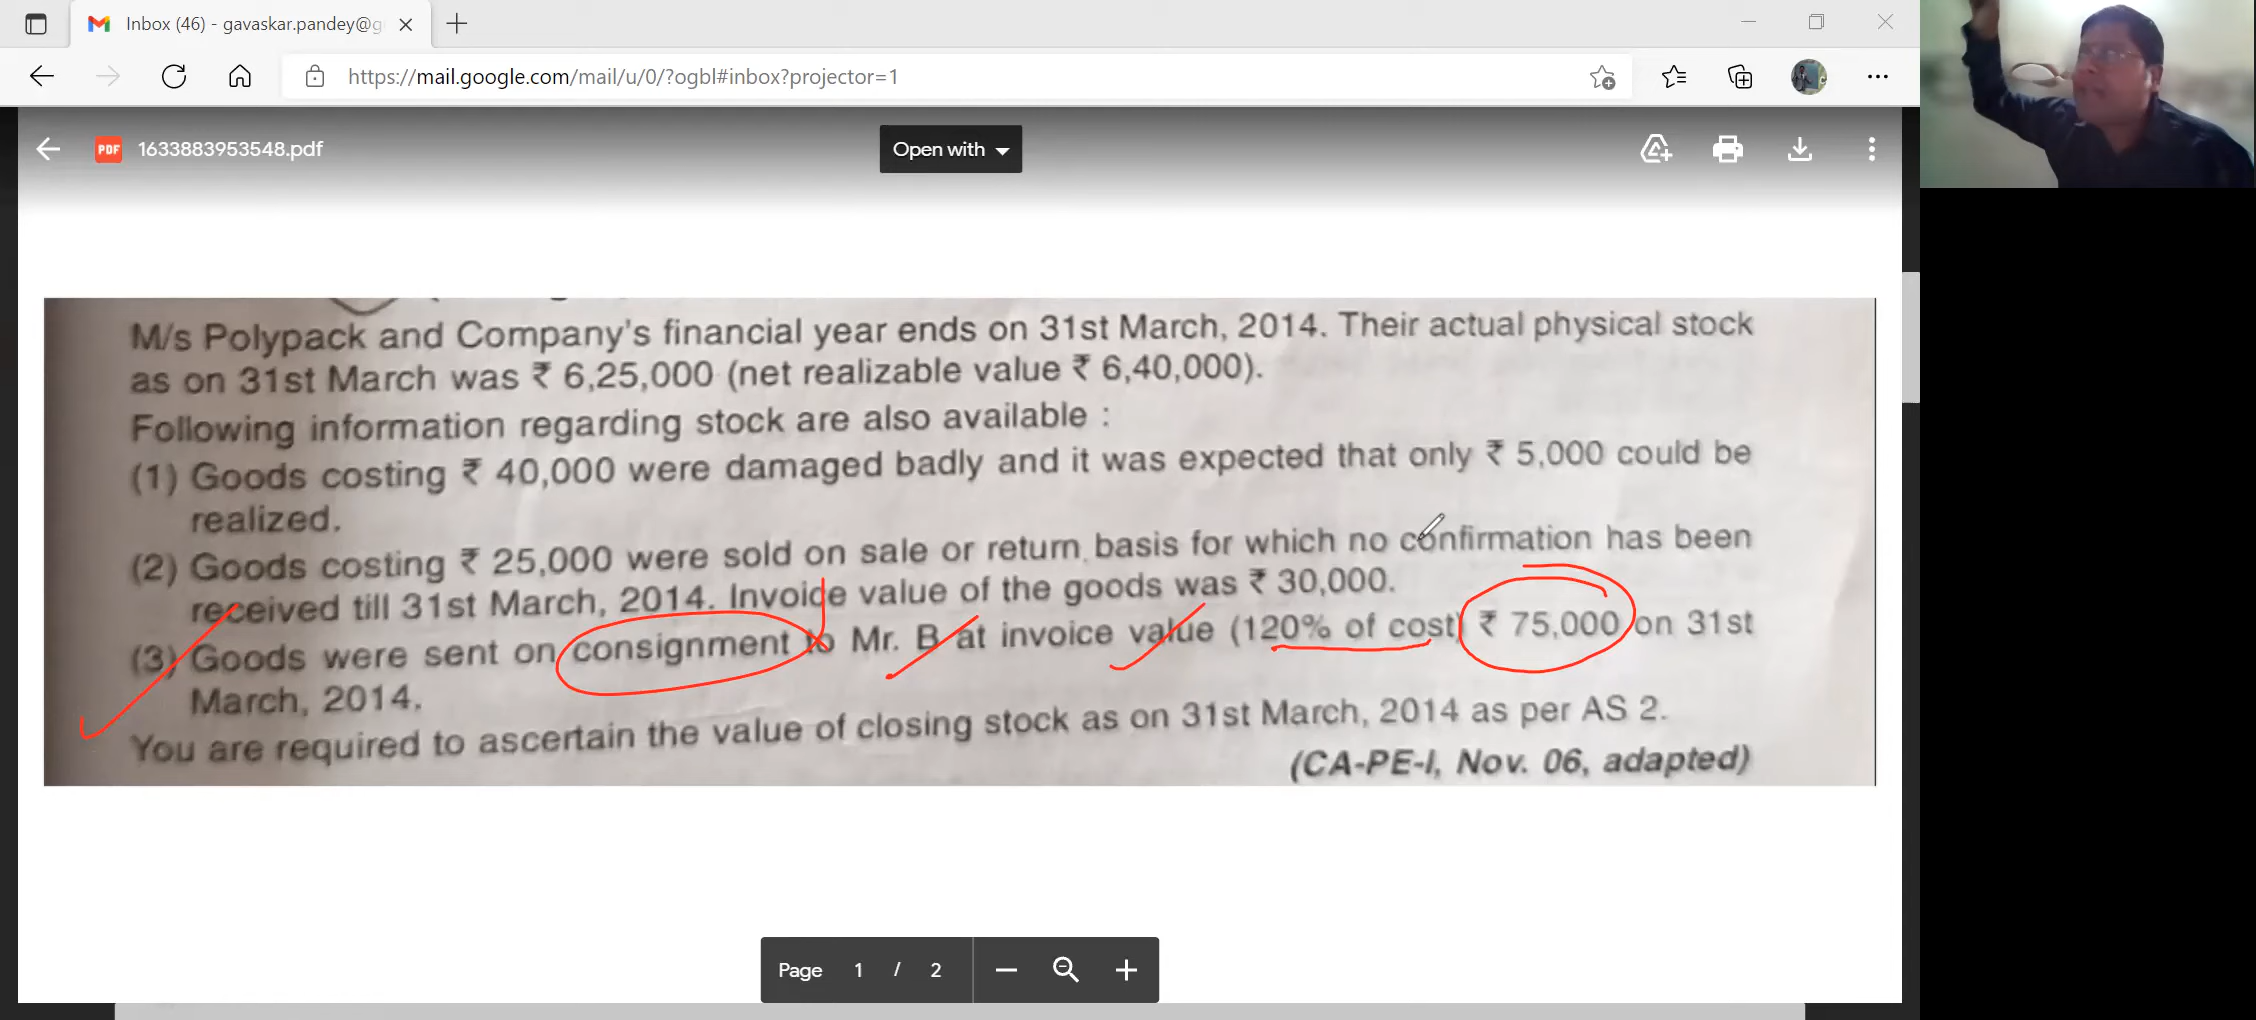 Inbox (46) - gavaskar.pandey@g
https://mail.google.com/mail/u/0/?ogbl#inbox?projector=1
PDF 1633883953548.pdf
Open with
M/s Polypack and Company's financial year ends on 31st March, 2014. Their actual physical stock
as on 31st March was ₹ 6,25,000 (net realizable value ₹ 6,40,000).
Following information regarding stock are also available :
(1) Goods costing ₹ 40,000 were damaged badly and it was expected that only ₹ 5,000 could be
realized.
(2) Goods costing ₹ 25,000 were sold on sale or return basis for which no confirmation has been
received till 31st March, 2014. Invoice value of the goods was ₹ 30,000.
(3) Goods were sent on consignment to Mr. B at invoice value (120% of cost) ₹ 75,000 on 31st
March, 2014.
You are required to ascertain the value of closing stock as on 31st March, 2014 as per AS 2.
(CA-PE-I, Nov. 06, adapted)
Page 1 / 2